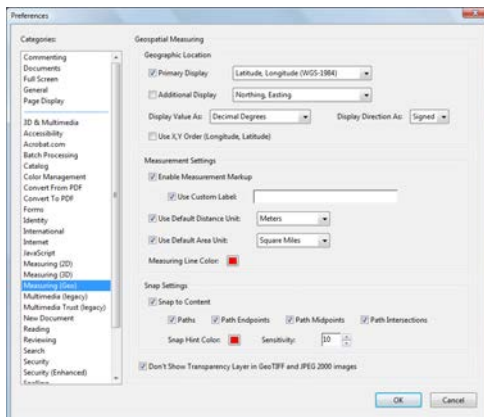 Preferences
Categories:
Commenting
Documents
Full Screen
General
Page Display
3D & Multimedia
Accessibility
Acrobat.com
Batch Processing
Catalog
Color Management
Convert From PDF
Convert To PDF
Forms
Identity
International
Internet
JavaScript
Measuring (2D)
Measuring (3D)
Measuring (Geo)
Multimedia (legacy)
Multimedia Trust (legacy)
New Document
Reading
Reviewing
Search
Security
Security (Enhanced)
Geospatial Measuring
Geographic Location
Primary Display Latitude, Longitude (WGS-1984)
Additional Display Northing, Easting
Display Value As: Decimal Degrees Display Direction As: Signed
Use X,Y Order (Longitude, Latitude)
Measurement Settings
Enable Measurement Markup
Use Custom Label:
Use Default Distance Unit: Meters
Use Default Area Unit: Square Miles
Measuring Line Color:
Snap Settings
Snap to Content
Paths Path Endpoints Path Midpoints Path Intersections
Snap Hint Color: Sensitivity: 10
Don't Show Transparency Layer in GeoTIFF and JPEG 2000 images
OK Cancel